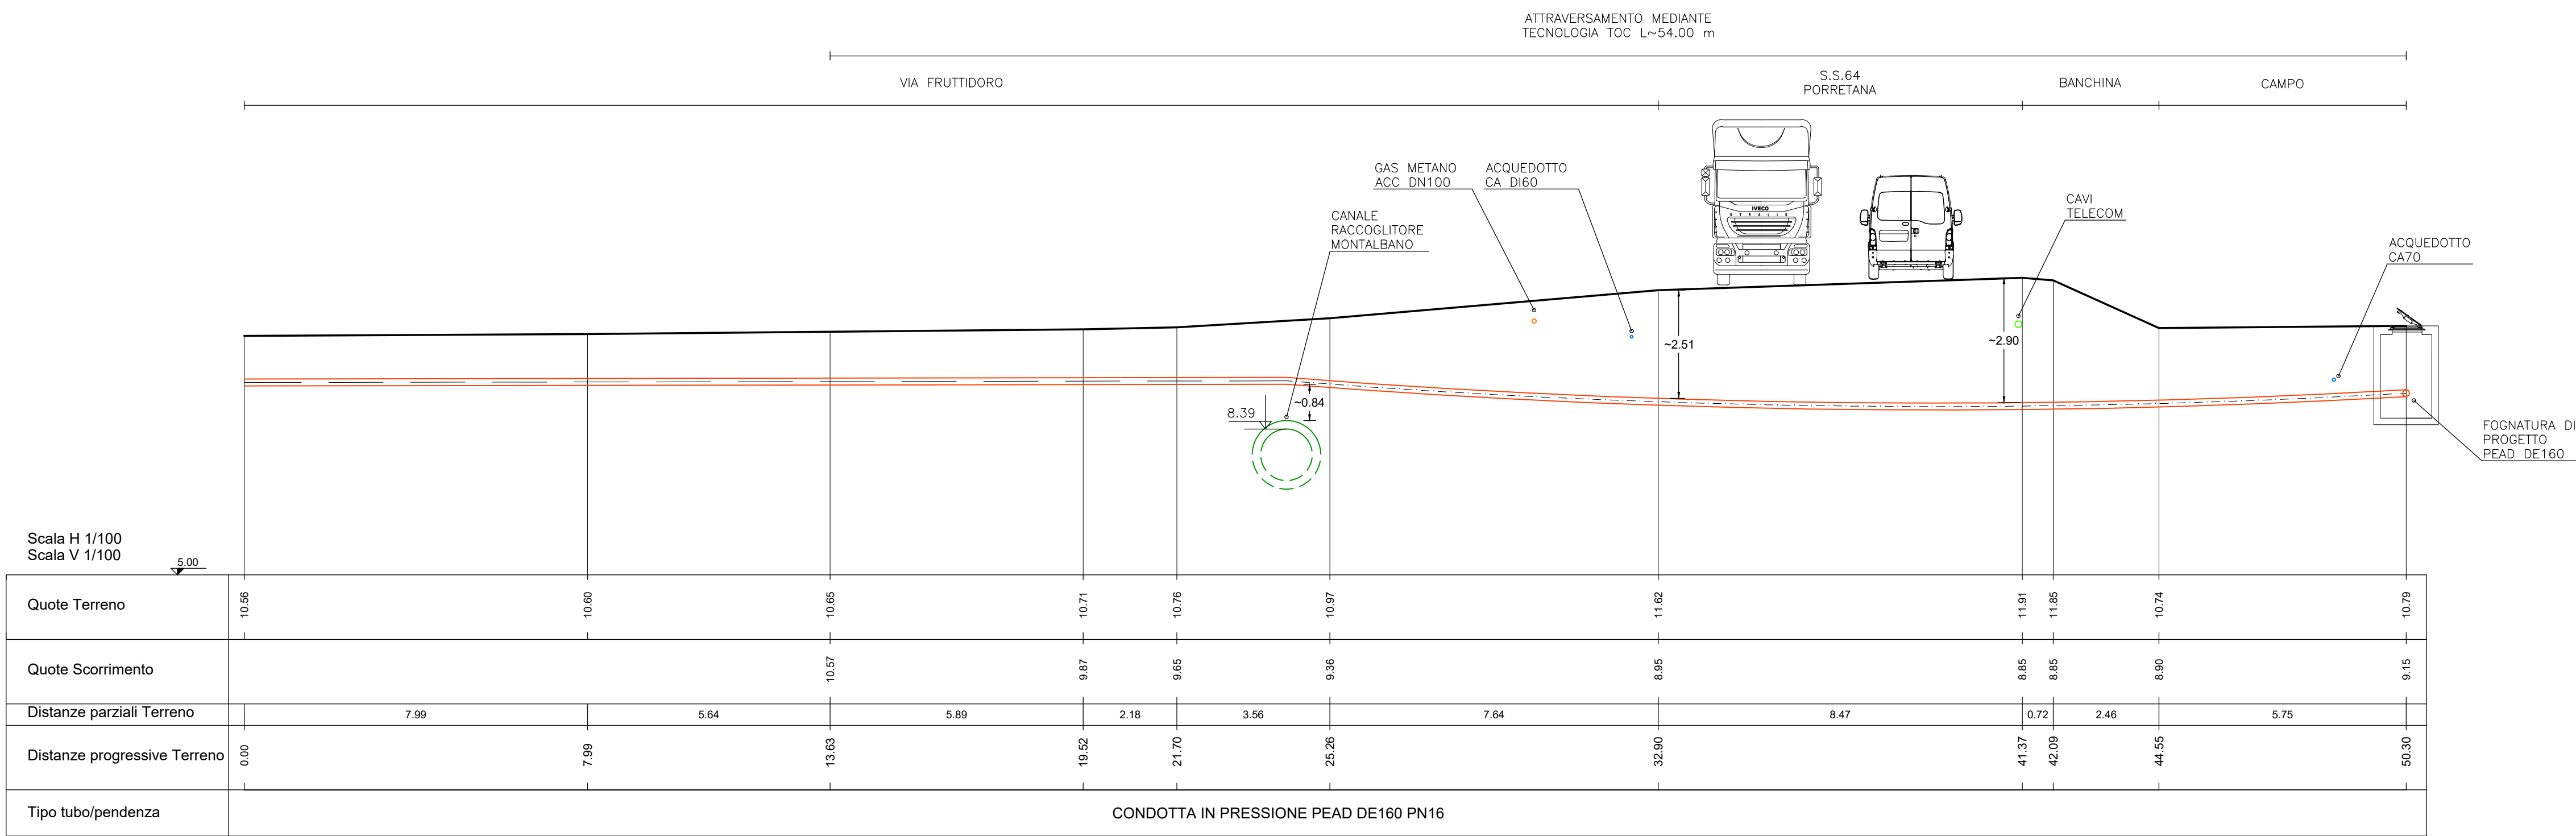 ATTRAVERSAMENTO MEDIANTE
TECNOLOGIA TOC L~54.00 m
VIA FRUTTIDORO
S.S.64
PORRETANA
BANCHINA
CAMPO
GAS METANO
ACC DN100
ACQUEDOTTO
CA DI60
CANALE
RACCOGLITORE
MONTALBANO
IVECO
STRALIS
CAVI
TELECOM
ACQUEDOTTO
CA70
~2.51
~2.90
~0.84
8.39
FOGNATURA DI
PROGETTO
PEAD DE160
Scala H 1/100
Scala V 1/100
5.00
Quote Terreno
10.56 10.60 10.65 10.71 10.76 10.97 11.62 11.91 11.85 10.74 10.79
Quote Scorrimento
10.57 9.87 9.65 9.36 8.95 8.85 8.85 8.90 9.15
Distanze parziali Terreno
7.99 5.64 5.89 2.18 3.56 7.64 8.47 0.72 2.46 5.75
Distanze progressive Terreno
0.00 7.99 13.63 19.52 21.70 25.26 32.90 41.37 42.09 44.55 50.30
Tipo tubo/pendenza
CONDOTTA IN PRESSIONE PEAD DE160 PN16